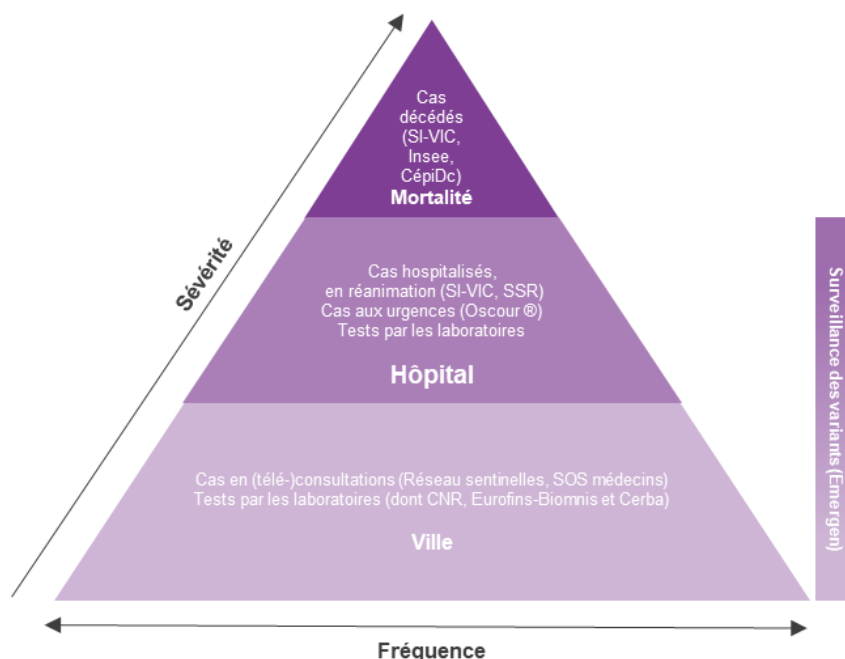 Cas
décédés
(SI-VIC,
Insee,
CépiDc)
Mortalité
Sévérité
Cas hospitalisés,
en réanimation (SI-VIC, SSR)
Cas aux urgences (Oscour ®)
Tests par les laboratoires
Hôpital
Surveillance des variants (Emergen)
Cas en (télé-)consultations (Réseau sentinelles, SOS médecins)
Tests par les laboratoires (dont CNR, Eurofins-Biomnis et Cerba)
Ville
Fréquence